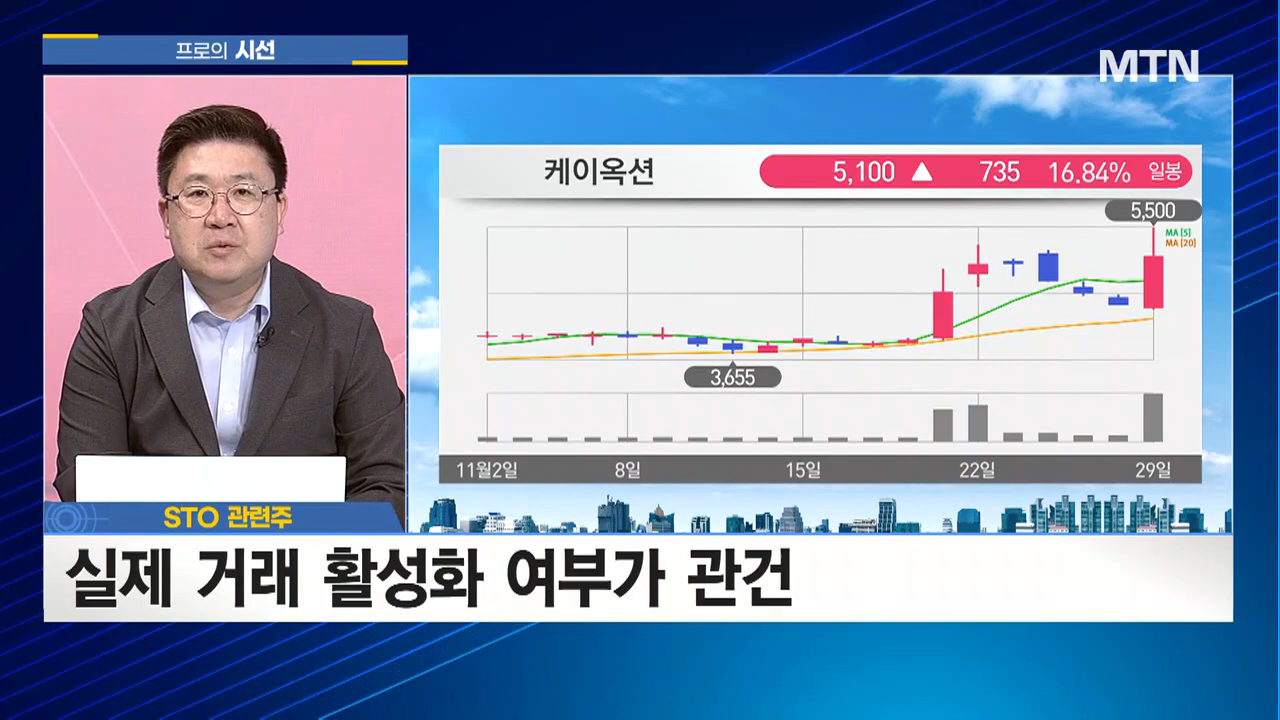 프로의 시선
MTN
케이옥션
5,100 ▲ 735 16.84% 일봉
5,500
MA [5]
MA [20]
3,655
11월2일 8일 15일 22일 29일
STO 관련주
실제 거래 활성화 여부가 관건